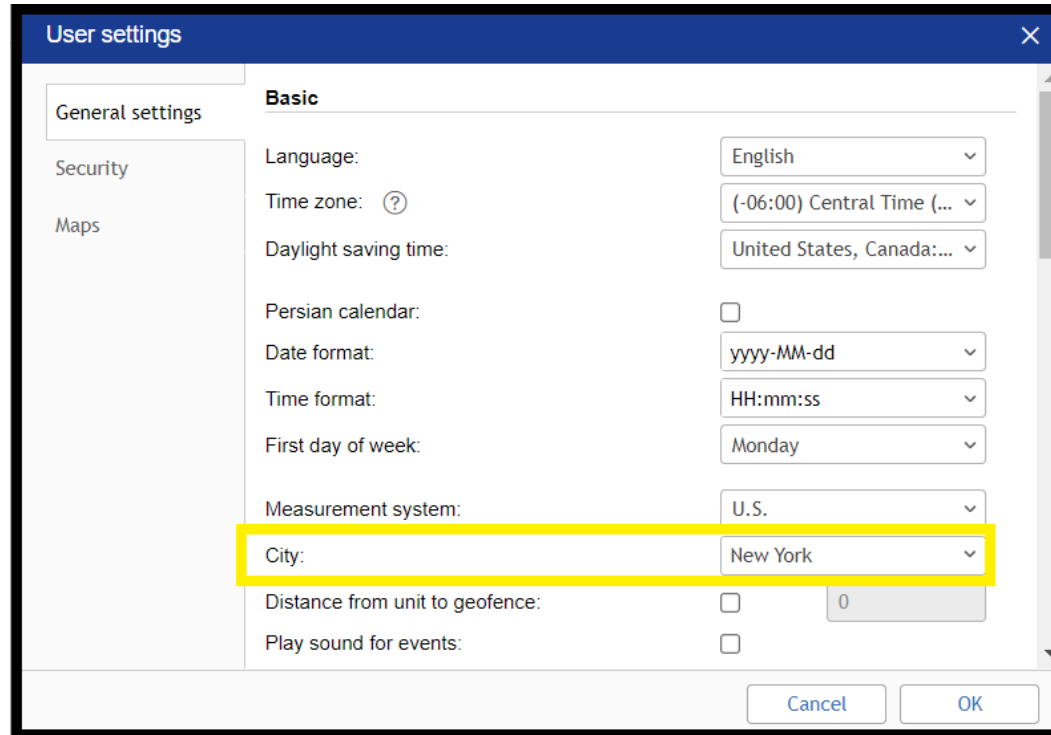 User settings
General settings
Security
Maps
Basic
Language: English
Time zone: ? (-06:00) Central Time (...
Daylight saving time: United States, Canada:...
Persian calendar:
Date format: yyyy-MM-dd
Time format: HH:mm:ss
First day of week: Monday
Measurement system: U.S.
City: New York
Distance from unit to geofence: 0
Play sound for events:
Cancel OK